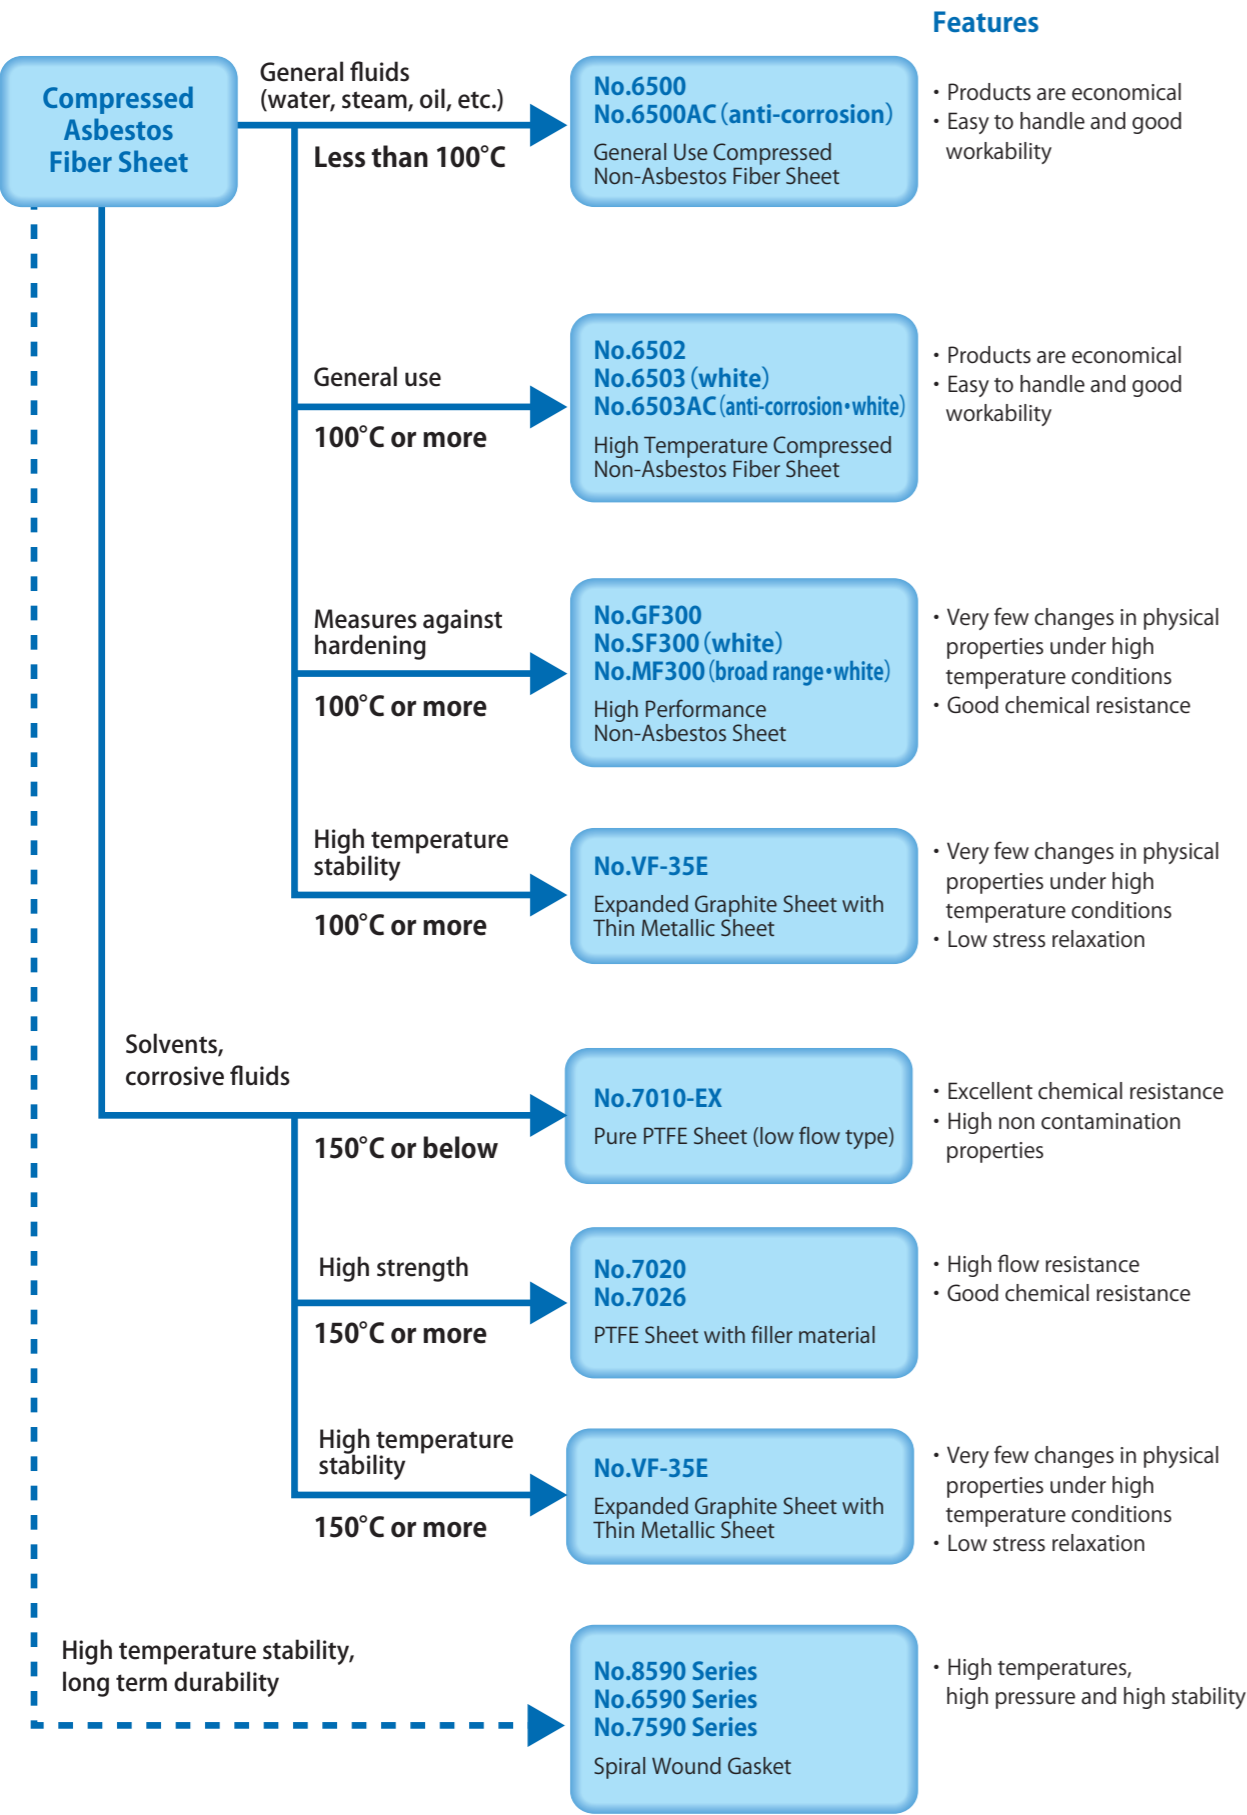 Features
Compressed
Asbestos
Fiber Sheet
General fluids
(water, steam, oil, etc.)
Less than 100°C
No.6500
No.6500AC(anti-corrosion)
General Use Compressed
Non-Asbestos Fiber Sheet
・Products are economical
・Easy to handle and good
workability
General use
100°C or more
No.6502
No.6503(white)
No.6503AC(anti-corrosion・white)
High Temperature Compressed
Non-Asbestos Fiber Sheet
・Products are economical
・Easy to handle and good
workability
Measures against
hardening
100°C or more
No.GF300
No.SF300(white)
No.MF300(broad range・white)
High Performance
Non-Asbestos Sheet
・Very few changes in physical
properties under high
temperature conditions
・Good chemical resistance
High temperature
stability
100°C or more
No.VF-35E
Expanded Graphite Sheet with
Thin Metallic Sheet
・Very few changes in physical
properties under high
temperature conditions
・Low stress relaxation
Solvents,
corrosive fluids
150°C or below
No.7010-EX
Pure PTFE Sheet (low flow type)
・Excellent chemical resistance
・High non contamination
properties
High strength
150°C or more
No.7020
No.7026
PTFE Sheet with filler material
・High flow resistance
・Good chemical resistance
High temperature
stability
150°C or more
No.VF-35E
Expanded Graphite Sheet with
Thin Metallic Sheet
・Very few changes in physical
properties under high
temperature conditions
・Low stress relaxation
High temperature stability,
long term durability
No.8590 Series
No.6590 Series
No.7590 Series
Spiral Wound Gasket
・High temperatures,
high pressure and high stability